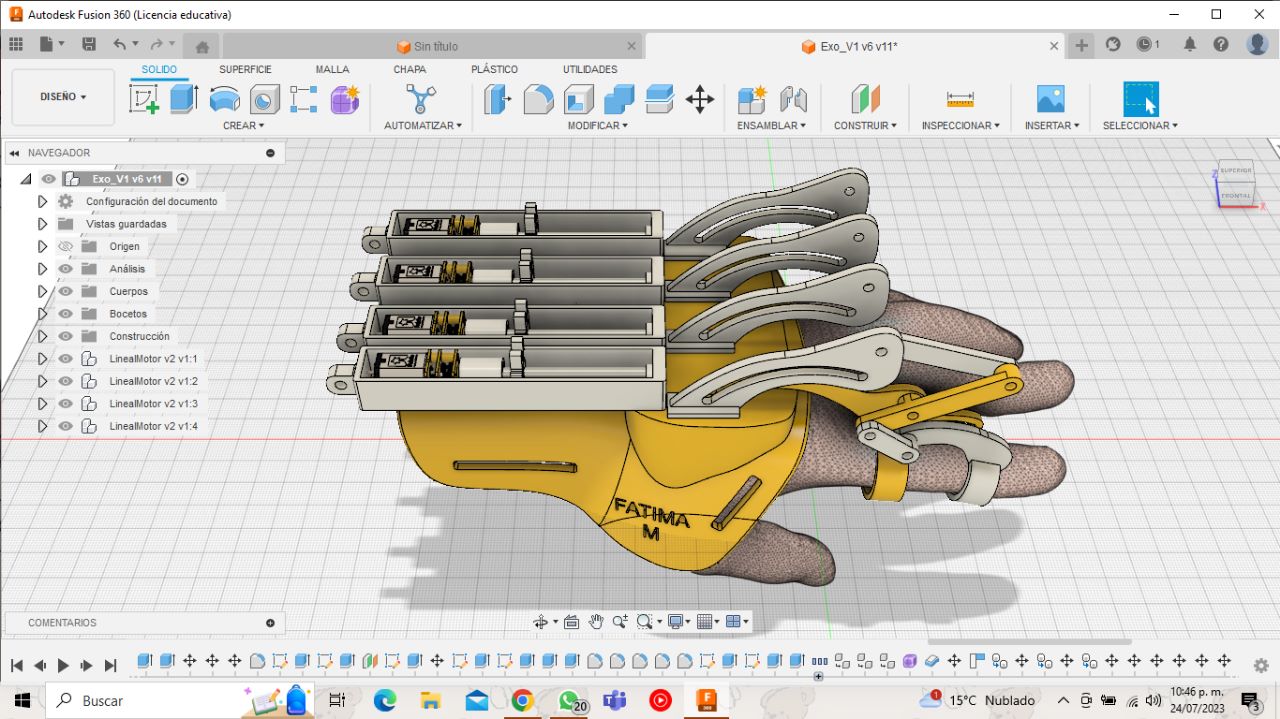 Autodesk Fusion 360 (Licencia educativa)
Sin título
Exo_V1 v6 v11*
1
SOLIDO SUPERFICIE MALLA CHAPA PLÁSTICO UTILIDADES
DISEÑO
CREAR AUTOMATIZAR MODIFICAR ENSAMBLAR CONSTRUIR INSPECCIONAR INSERTAR SELECCIONAR
NAVEGADOR
Exo_V1 v6 v11
Configuración del documento
Vistas guardadas
Origen
Análisis
Cuerpos
Bocetos
Construcción
LinealMotor v2 v1:1
LinealMotor v2 v1:2
LinealMotor v2 v1:3
LinealMotor v2 v1:4
SUPERIOR
FRONTAL
Z
X
FATIMA
M
COMENTARIOS
Buscar
20
F
360
1
15°C Nublado
10:46 p. m.
24/07/2023
3